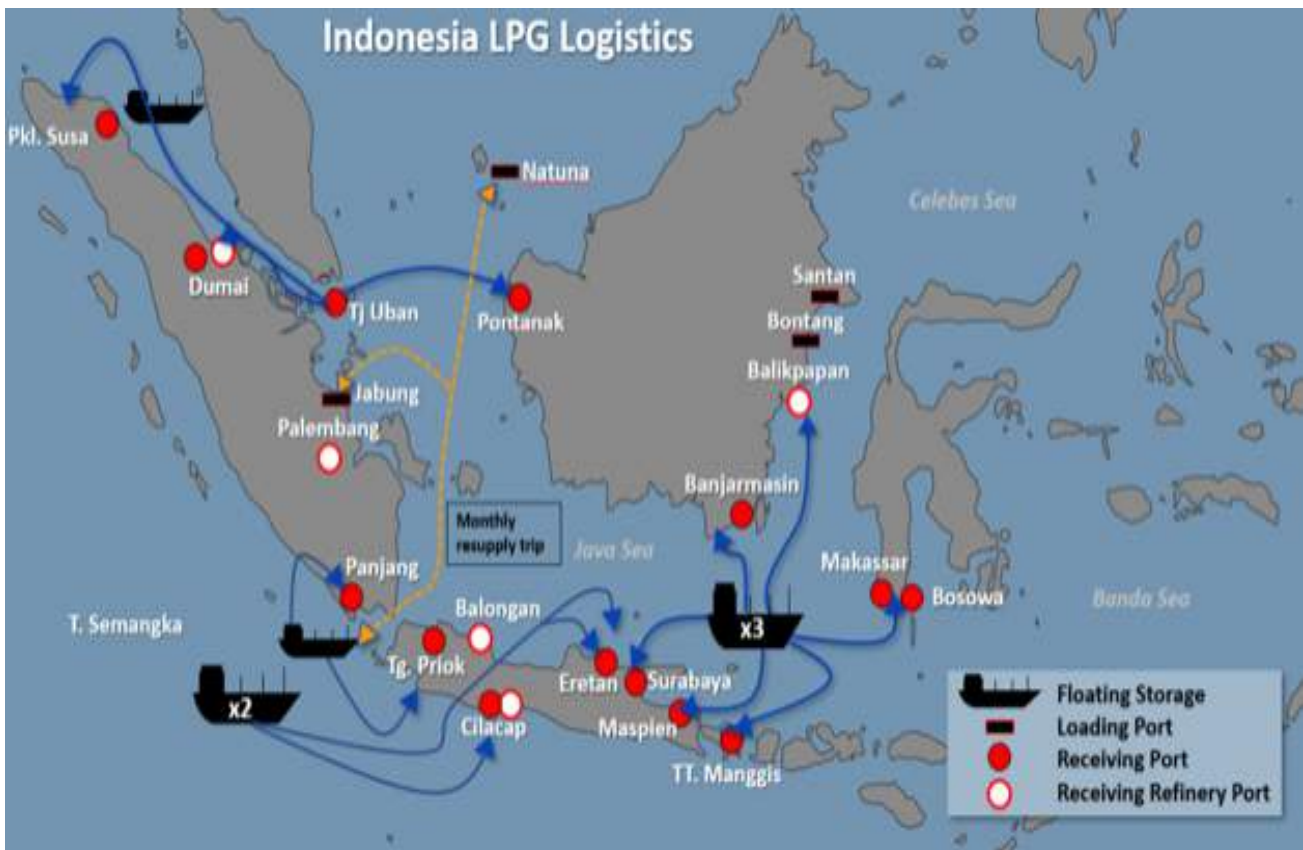 Indonesia LPG Logistics
Pkl. Susa
Natuna
Celebes Sea
Dumai
Tj Uban
Pontanak
Santan
Bontang
Balikpapan
Jabung
Palembang
Banjarmasin
Monthly
resupply trip
Java Sea
Panjang
Makassar
Bosowa
Banda Sea
T. Semangka
Balongan
x3
Tg. Priok
Eretan
Surabaya
x2
Cilacap
Maspien
TT. Manggis
Floating Storage
Loading Port
Receiving Port
Receiving Refinery Port